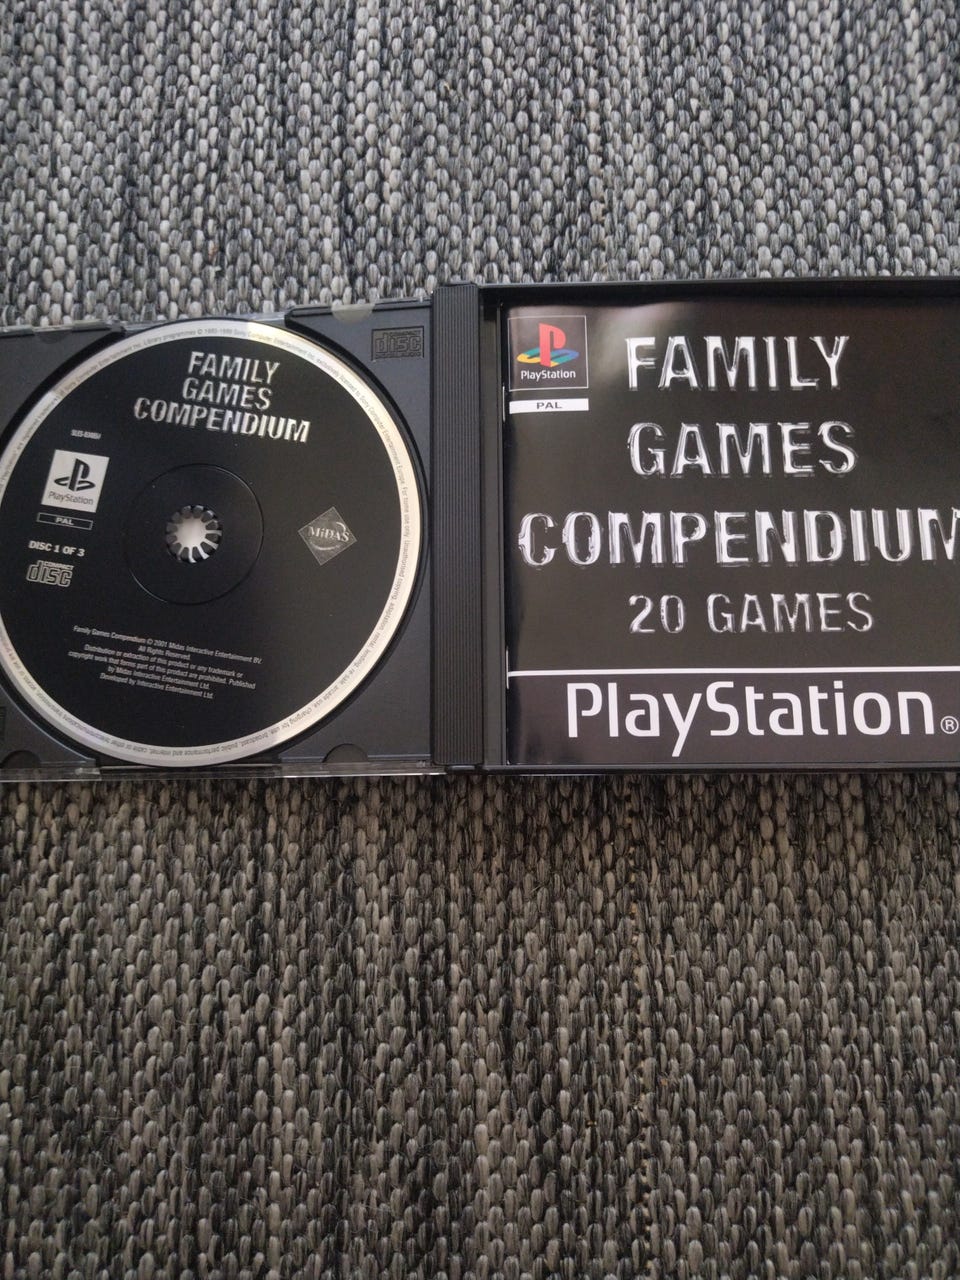 FAMILY
GAMES
COMPENDIUM
PlayStation
PAL
DISC 1 OF 3
COMPACT
disc
MiDAS
Family Games Compendium © 2001 Midas Interactive Entertainment BV.
All Rights Reserved.
Distribution or extraction of this product or any trademark or
copyright work that forms part of this product are prohibited. Published
by Midas Interactive Entertainment Ltd.
Developed by Interactive Entertainment Ltd.
COMPACT
disc
DIGITAL AUDIO
PlayStation
PAL
FAMILY
GAMES
COMPENDIUM
20 GAMES
PlayStation®